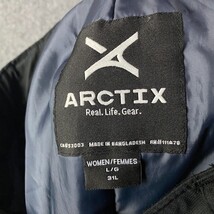 ARCTIX
Real. Life. Gear.
MADE IN BANGLADESH
WOMEN/FEMMES
L/G
31L